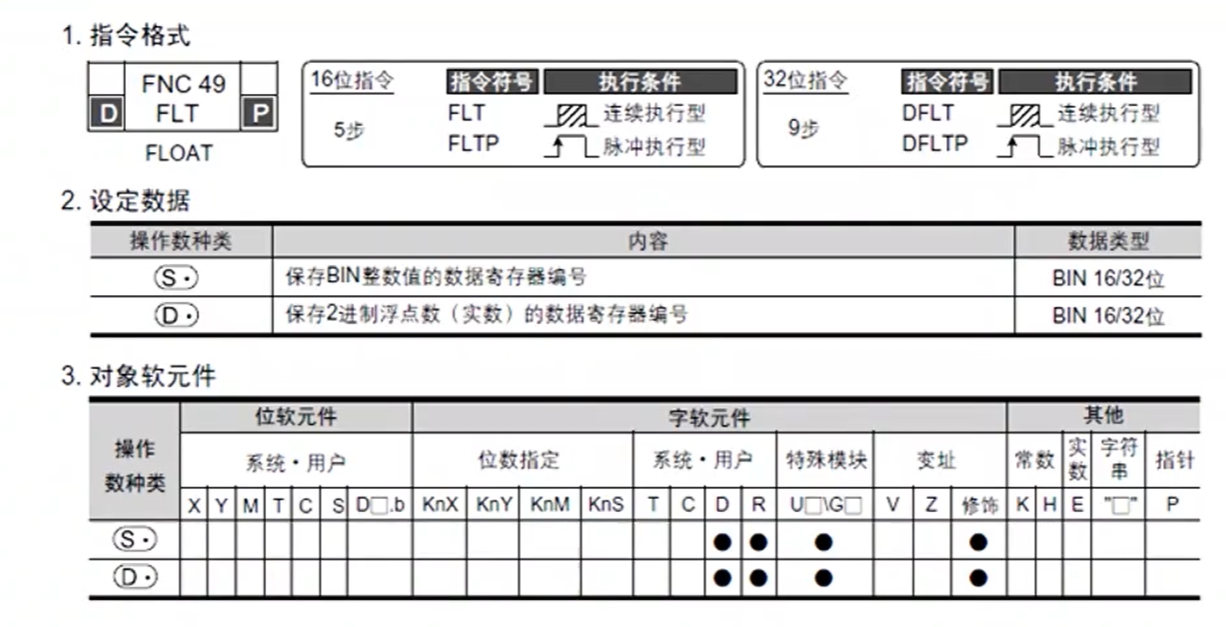 1. 指令格式
FNC 49
D FLT P
FLOAT
16位指令 指令符号 执行条件
5步
FLT 连续执行型
FLTP 脉冲执行型
32位指令 指令符号 执行条件
9步
DFLT 连续执行型
DFLTP 脉冲执行型
2. 设定数据
操作数种类 内容 数据类型
S· 保存BIN整数值的数据寄存器编号 BIN 16/32位
D· 保存2进制浮点数（实数）的数据寄存器编号 BIN 16/32位
3. 对象软元件
操作数种类 位软元件 字软元件 其他
系统·用户 位数指定 系统·用户 特殊模块 变址 常数 实数 字符串 指针
X Y M T C S D□.b KnX KnY KnM KnS T C D R U□\G□ V Z 修饰 K H E "□" P
S· ● ● ● ●
D· ● ● ● ●